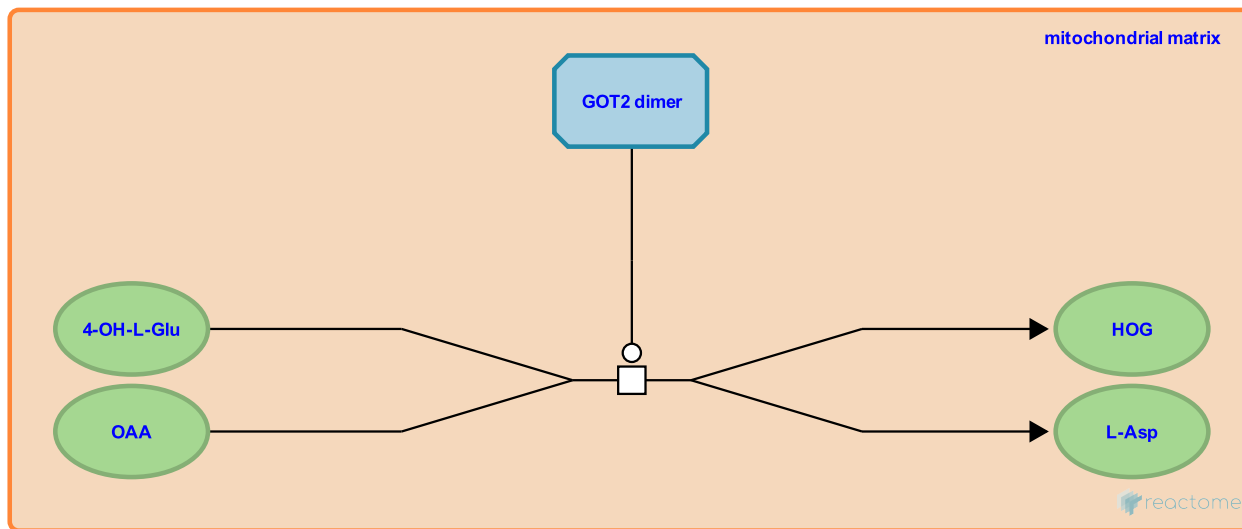 mitochondrial matrix
GOT2 dimer
4-OH-L-Glu
HOG
OAA
L-Asp
reactome